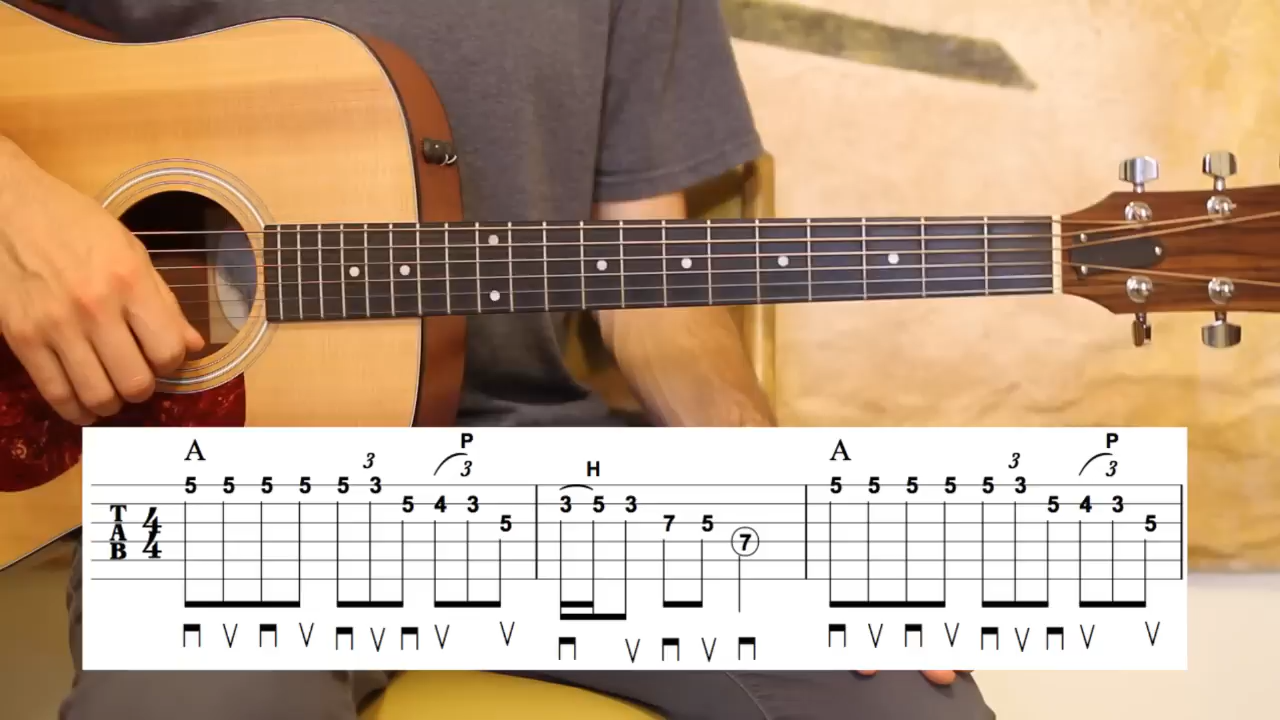 A A
P P
3 3 H 3 3
5 5 5 5 5 3 5 5 5 5 5 3
T 4 5 4 3 3 5 3 5 4 3
A 4 5 7 5 5
B 7